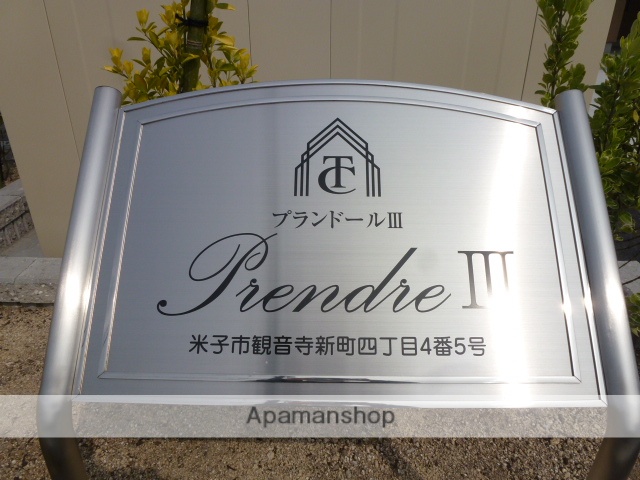 TC
プランドールIII
Prendre III
米子市観音寺新町四丁目4番5号
Apamanshop